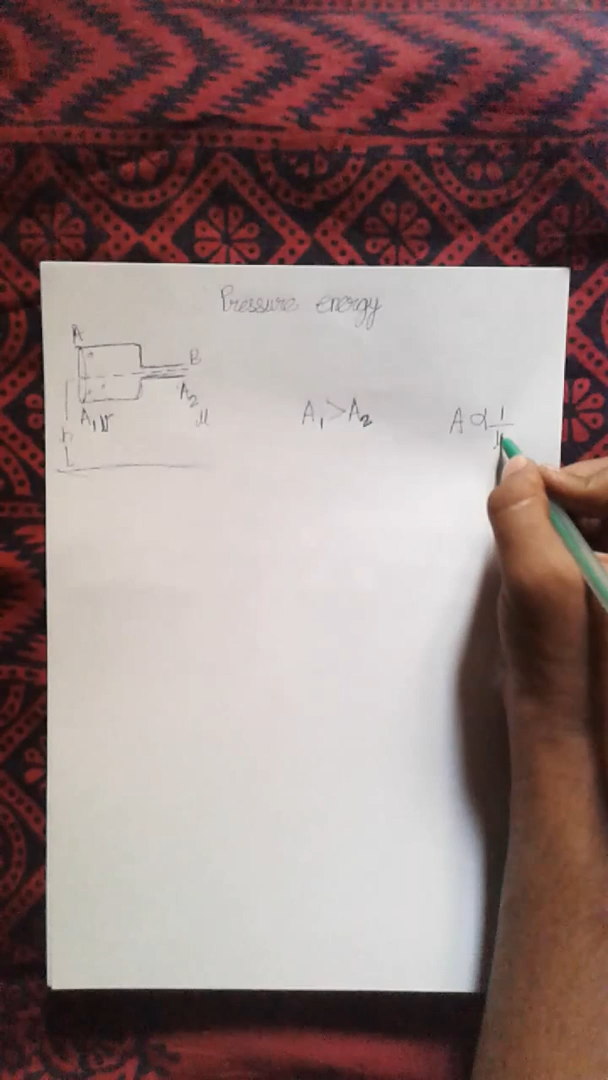 Pressure energy
A
B
A₂
A₁ v
A₁ > A₂
A ∝ 1/v
h